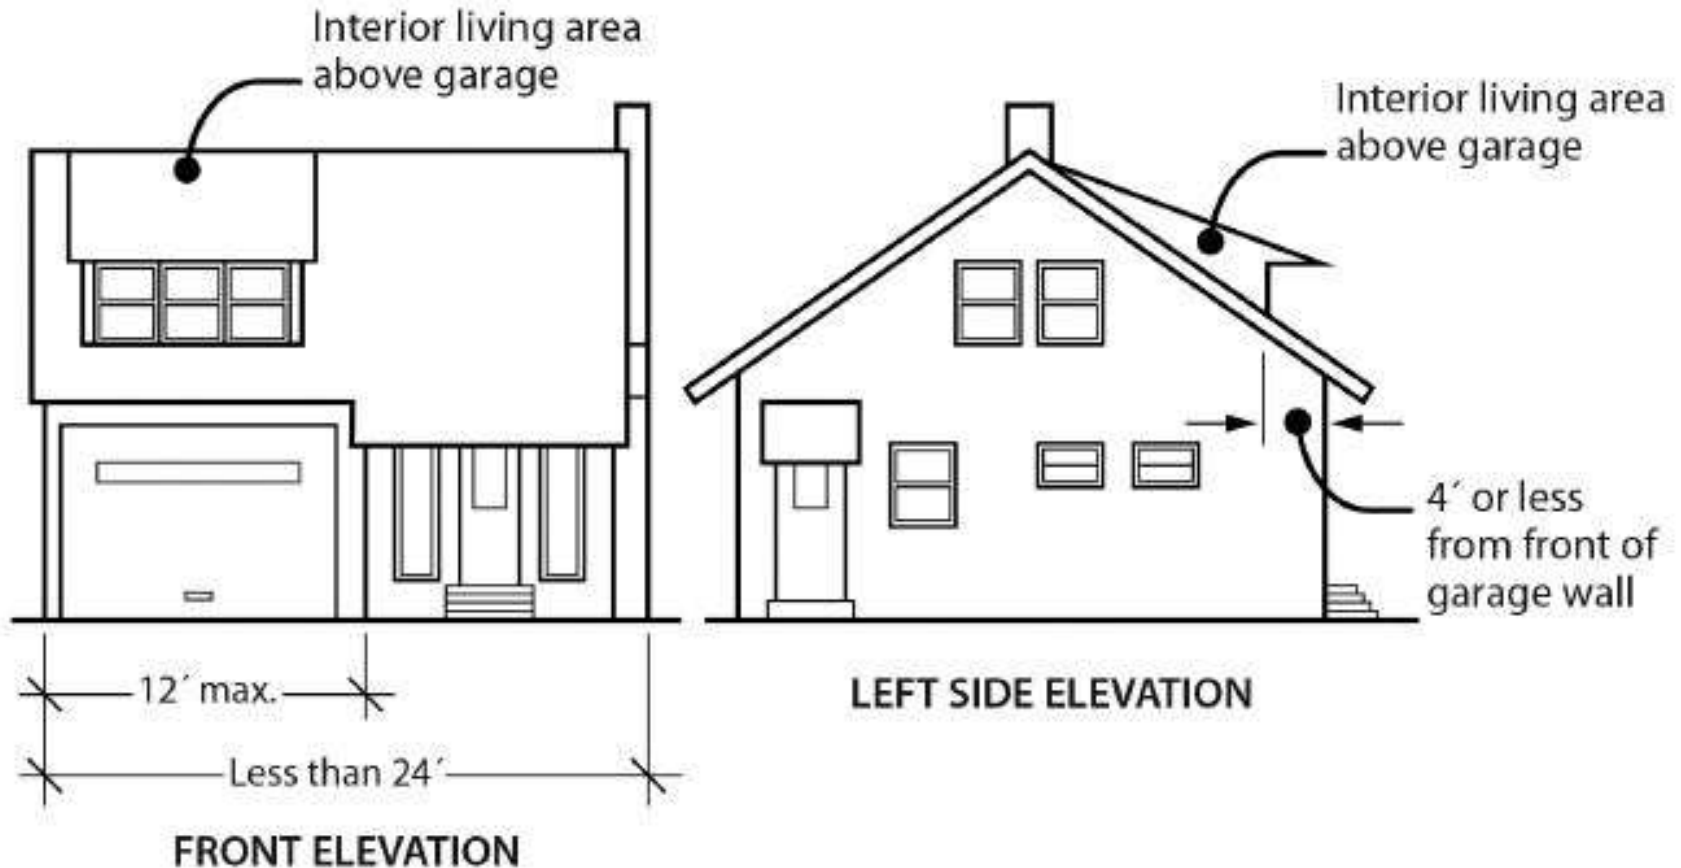 Interior living area
above garage
Interior living area
above garage
4´ or less
from front of
garage wall
12´ max.
Less than 24´
LEFT SIDE ELEVATION
FRONT ELEVATION